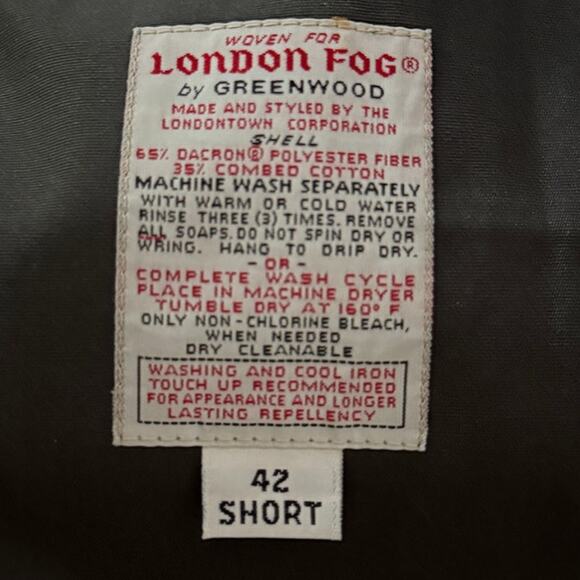 WOVEN FOR
LONDON FOG®
by GREENWOOD
MADE AND STYLED BY THE
LONDONTOWN CORPORATION
SHELL
65% DACRON® POLYESTER FIBER
35% COMBED COTTON
MACHINE WASH SEPARATELY
WITH WARM OR COLD WATER
RINSE THREE (3) TIMES. REMOVE
ALL SOAPS. DO NOT SPIN DRY OR
WRING. HANG TO DRIP DRY.
- OR -
COMPLETE WASH CYCLE
PLACE IN MACHINE DRYER
TUMBLE DRY AT 160° F
ONLY NON-CHLORINE BLEACH,
WHEN NEEDED
DRY CLEANABLE
WASHING AND COOL IRON
TOUCH UP RECOMMENDED
FOR APPEARANCE AND LONGER
LASTING REPELLENCY
42
SHORT